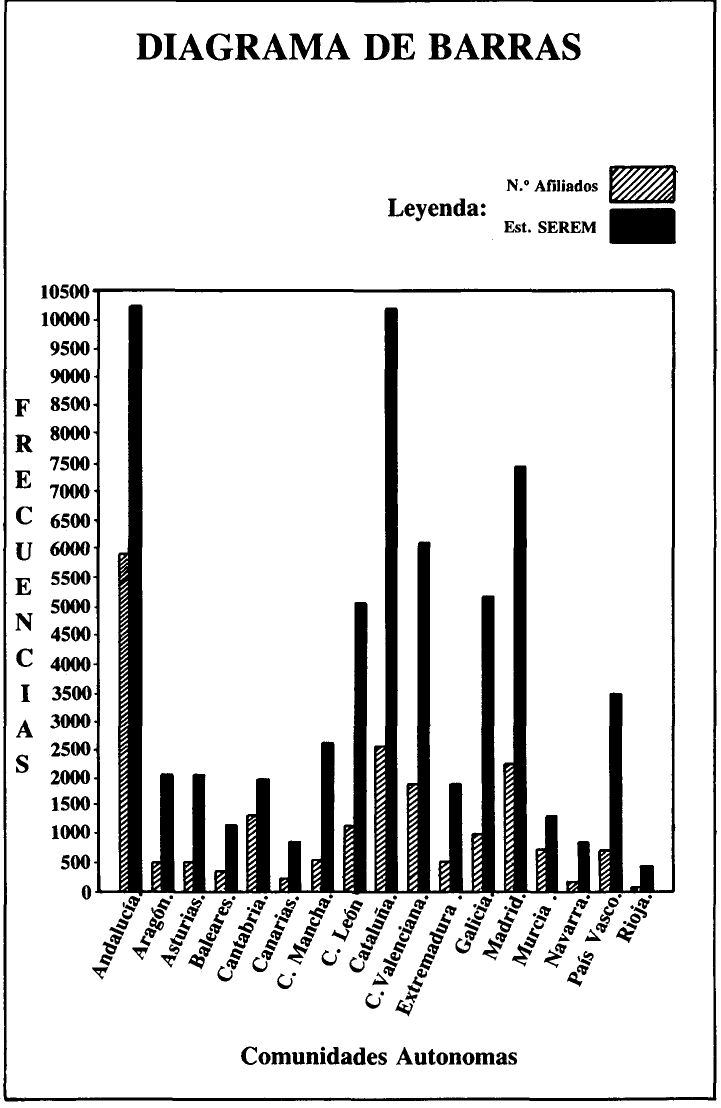 DIAGRAMA DE BARRAS
Leyenda:
N.º Afiliados
Est. SEREM
FRECUENCIAS
10500
10000
9500
9000
8500
8000
7500
7000
6500
6000
5500
5000
4500
4000
3500
3000
2500
2000
1500
1000
500
0
Andalucía.
Aragón.
Asturias.
Baleares.
Cantabria.
Canarias.
C. Mancha.
C. León
Cataluña.
C. Valenciana.
Extremadura .
Galicia
Madrid.
Murcia .
Navarra.
País Vasco.
Rioja.
Comunidades Autonomas